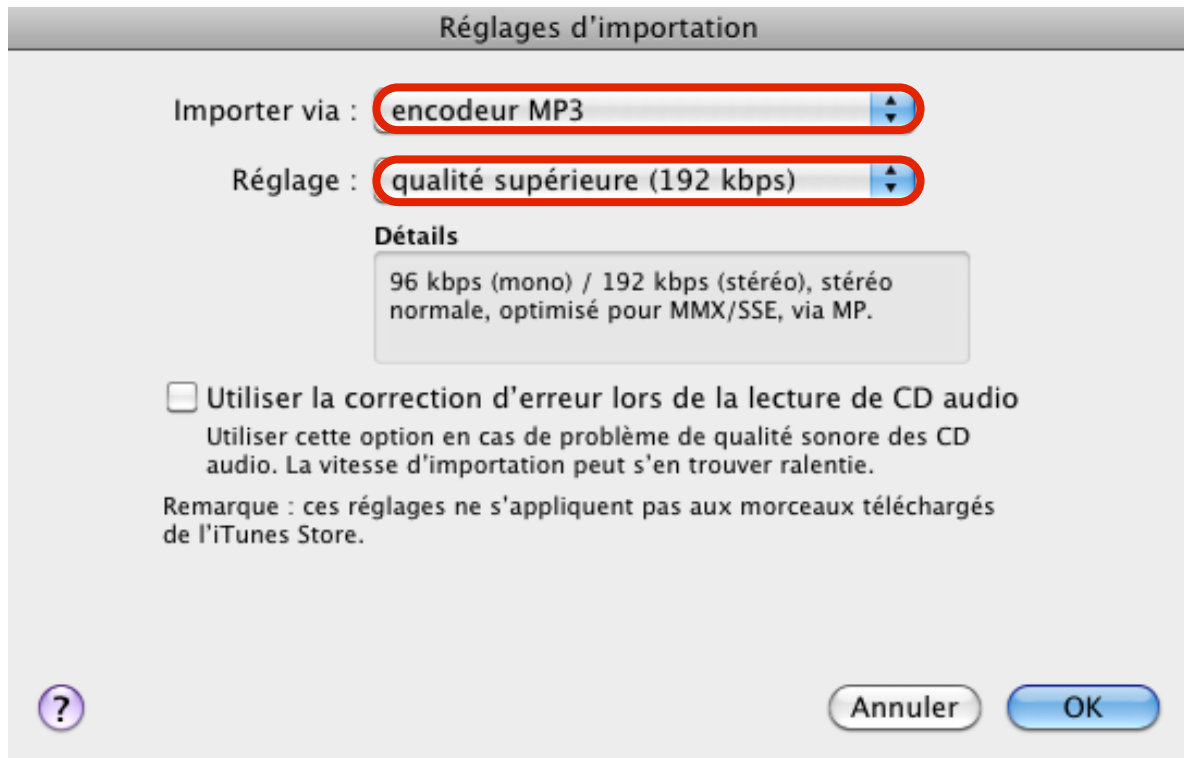 Réglages d'importation
Importer via : encodeur MP3
Réglage : qualité supérieure (192 kbps)
Détails
96 kbps (mono) / 192 kbps (stéréo), stéréo
normale, optimisé pour MMX/SSE, via MP.
Utiliser la correction d'erreur lors de la lecture de CD audio
Utiliser cette option en cas de problème de qualité sonore des CD
audio. La vitesse d'importation peut s'en trouver ralentie.
Remarque : ces réglages ne s'appliquent pas aux morceaux téléchargés
de l'iTunes Store.
? Annuler OK